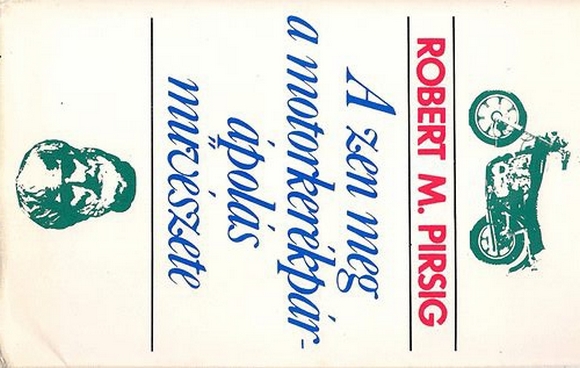 ROBERT M. PIRSIG
A zen meg
a motorkerékpár-
ápolás
művészete